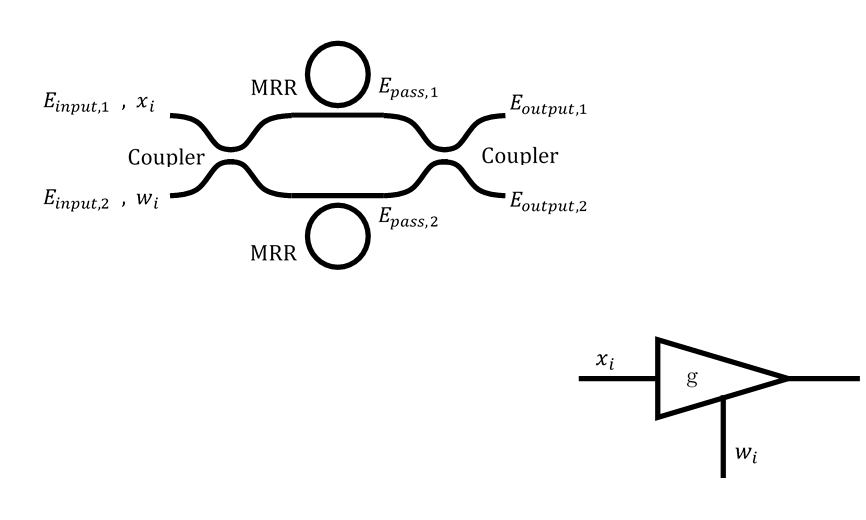 MRR
E_{pass,1}
E_{input,1} , x_i
E_{output,1}
Coupler
Coupler
E_{input,2} , w_i
E_{output,2}
E_{pass,2}
MRR
x_i
g
w_i